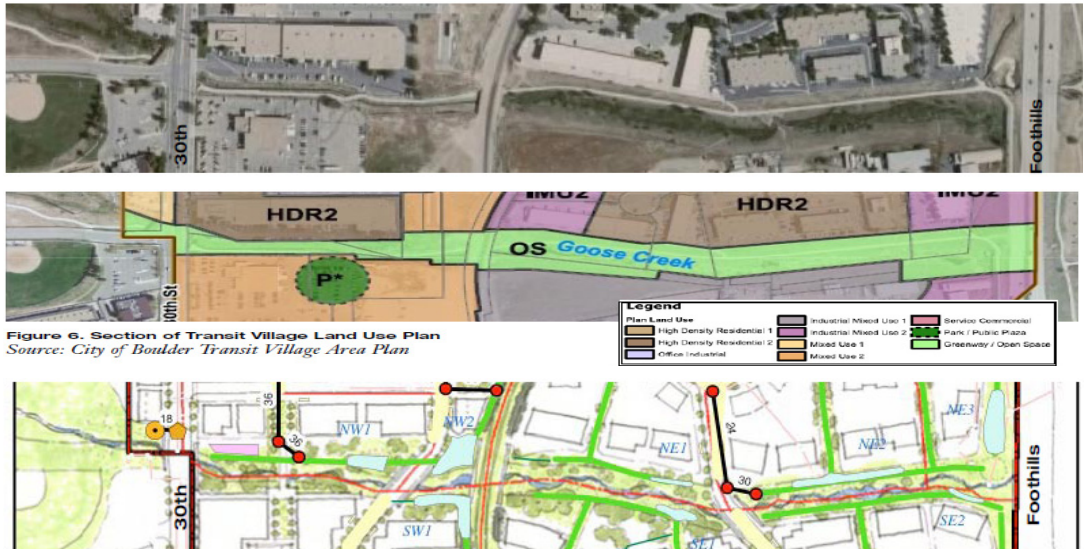 30th
Foothills
IMU2
IMU2
HDR2
HDR2
OS
Goose Creek
P*
30th St
Legend
Plan Land Use
High Density Residential 1
High Density Residential 2
Office Industrial
Industrial Mixed Use 1
Industrial Mixed Use 2
Mixed Use 1
Mixed Use 2
Service Commercial
Park / Public Plaza
Greenway / Open Space
Figure 6. Section of Transit Village Land Use Plan
Source: City of Boulder Transit Village Area Plan
36
36
18
24
30
NW1
NW2
NE1
NE2
NE3
30th
SW1
SE1
SE2
Foothills